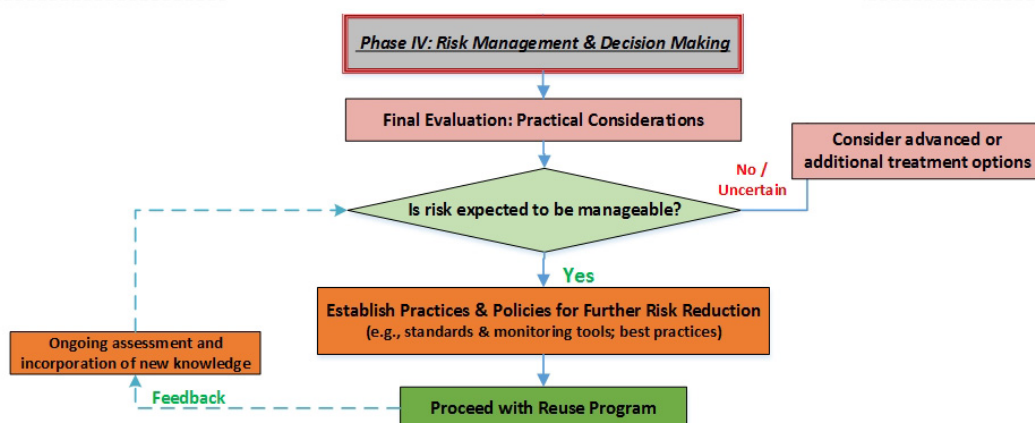 Phase IV: Risk Management & Decision Making
Final Evaluation: Practical Considerations
Consider advanced or
additional treatment options
No /
Uncertain
Is risk expected to be manageable?
Yes
Establish Practices & Policies for Further Risk Reduction
(e.g., standards & monitoring tools; best practices)
Ongoing assessment and
incorporation of new knowledge
Feedback
Proceed with Reuse Program